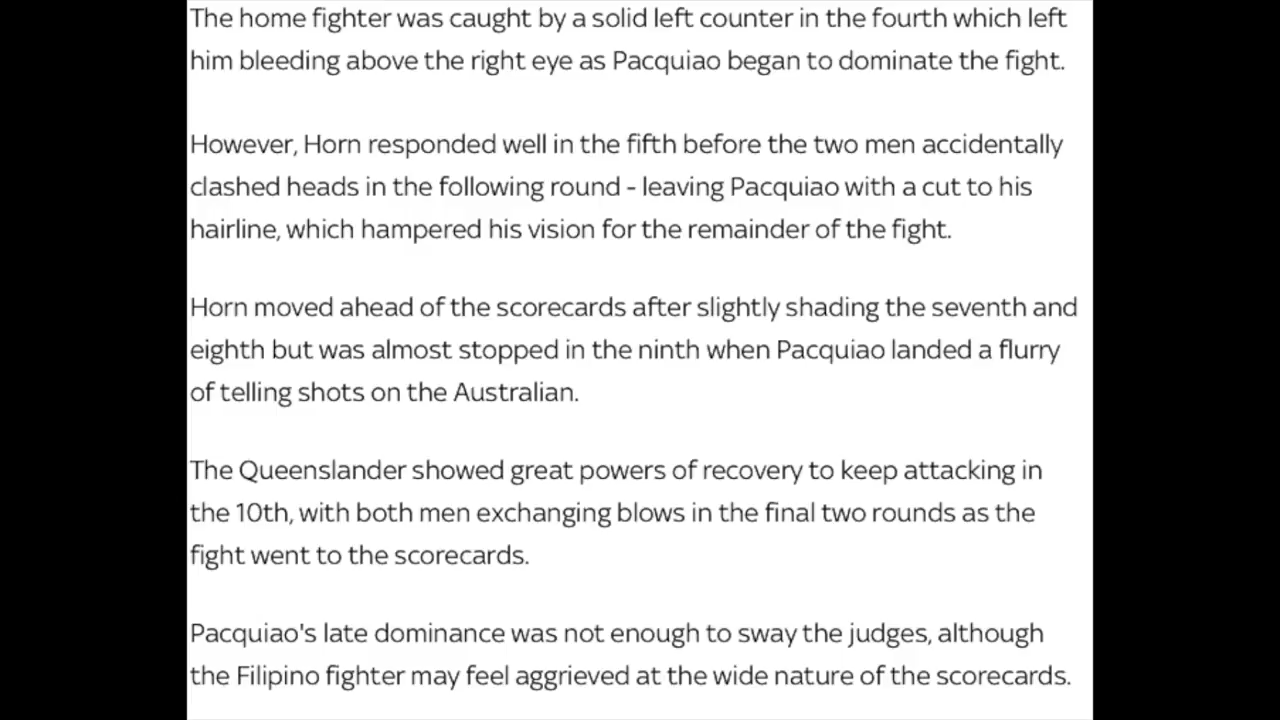 The home fighter was caught by a solid left counter in the fourth which left
him bleeding above the right eye as Pacquiao began to dominate the fight.
However, Horn responded well in the fifth before the two men accidentally
clashed heads in the following round - leaving Pacquiao with a cut to his
hairline, which hampered his vision for the remainder of the fight.
Horn moved ahead of the scorecards after slightly shading the seventh and
eighth but was almost stopped in the ninth when Pacquiao landed a flurry
of telling shots on the Australian.
The Queenslander showed great powers of recovery to keep attacking in
the 10th, with both men exchanging blows in the final two rounds as the
fight went to the scorecards.
Pacquiao's late dominance was not enough to sway the judges, although
the Filipino fighter may feel aggrieved at the wide nature of the scorecards.